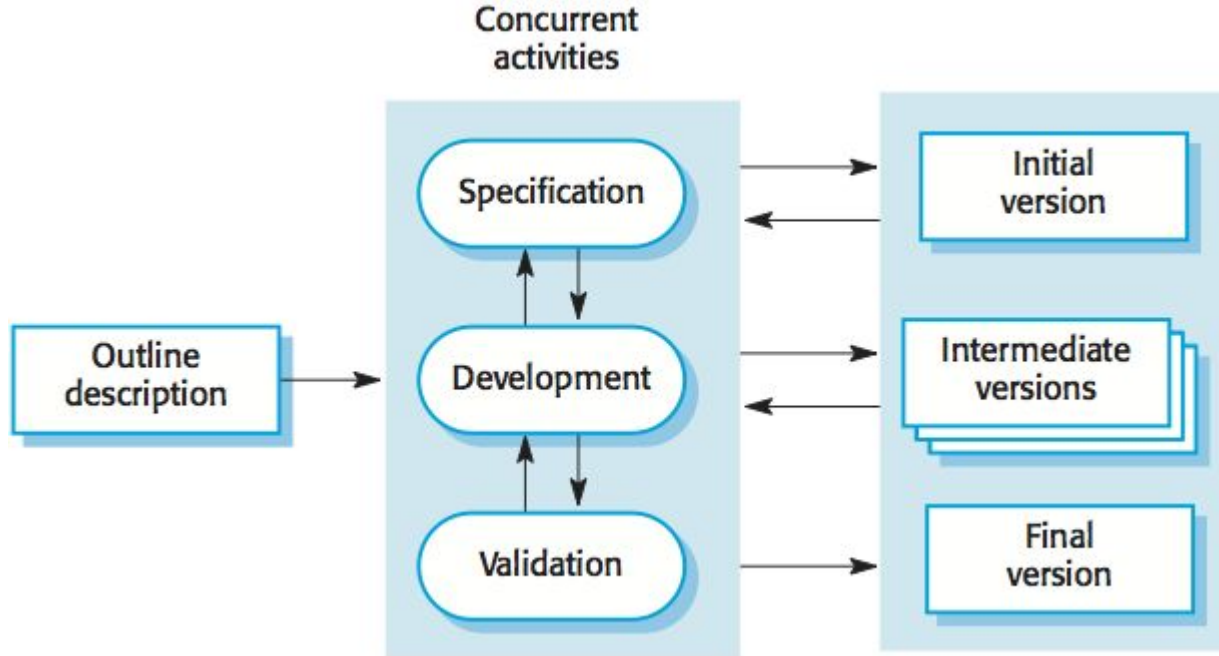 Concurrent
activities
Specification
Initial
version
Outline
description
Development
Intermediate
versions
Validation
Final
version